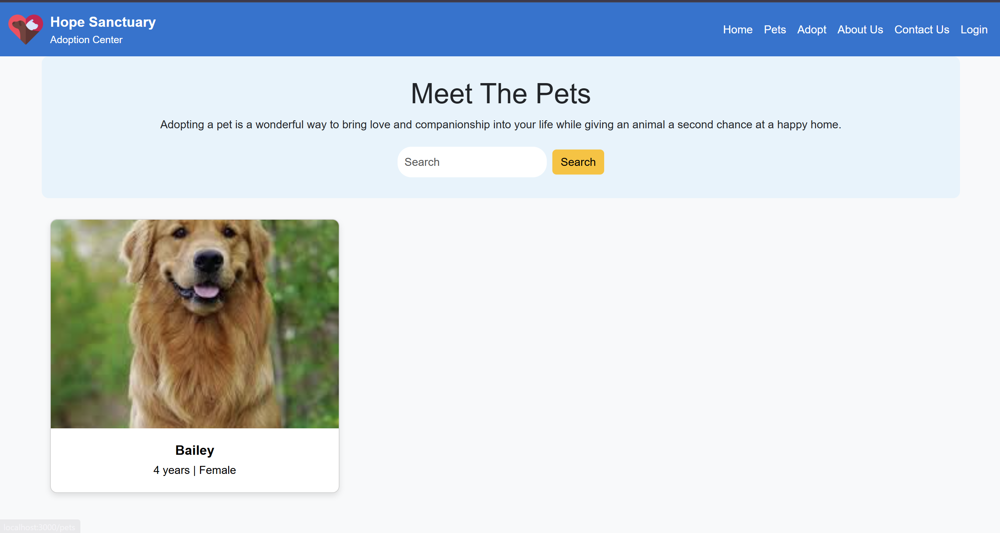 Hope Sanctuary
Adoption Center
Home Pets Adopt About Us Contact Us Login
Meet The Pets
Adopting a pet is a wonderful way to bring love and companionship into your life while giving an animal a second chance at a happy home.
Search Search
Bailey
4 years | Female
localhost:3000/pets